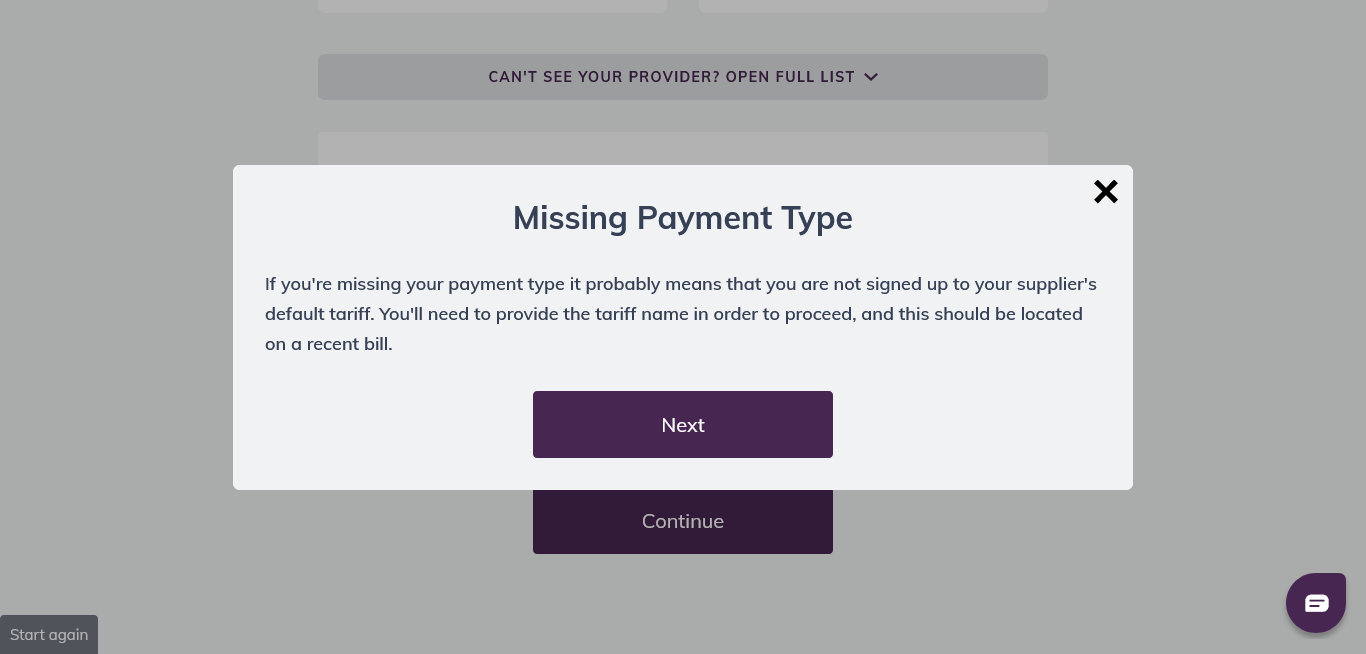 CAN'T SEE YOUR PROVIDER? OPEN FULL LIST
Missing Payment Type
If you're missing your payment type it probably means that you are not signed up to your supplier's
default tariff. You'll need to provide the tariff name in order to proceed, and this should be located
on a recent bill.
Next
Continue
Start again